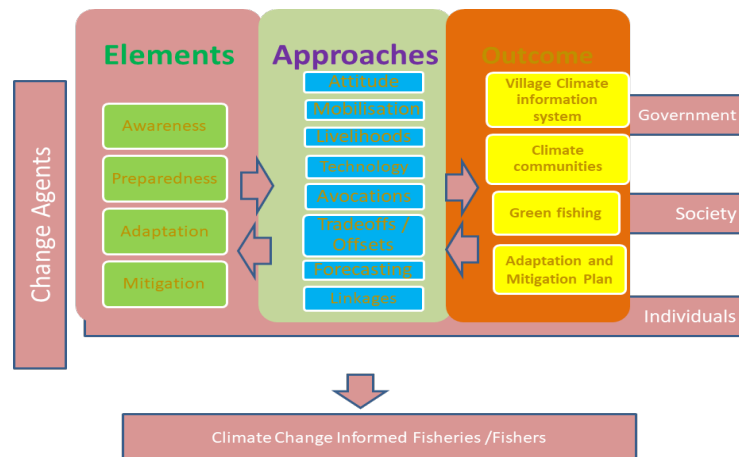 Change Agents
Elements
Awareness
Preparedness
Adaptation
Mitigation
Approaches
Attitude
Mobilisation
Livelihoods
Technology
Avocations
Tradeoffs /
Offsets
Forecasting
Linkages
Outcome
Village Climate
information
system
Climate
communities
Green fishing
Adaptation and
Mitigation Plan
Government
Society
Individuals
Climate Change Informed Fisheries /Fishers